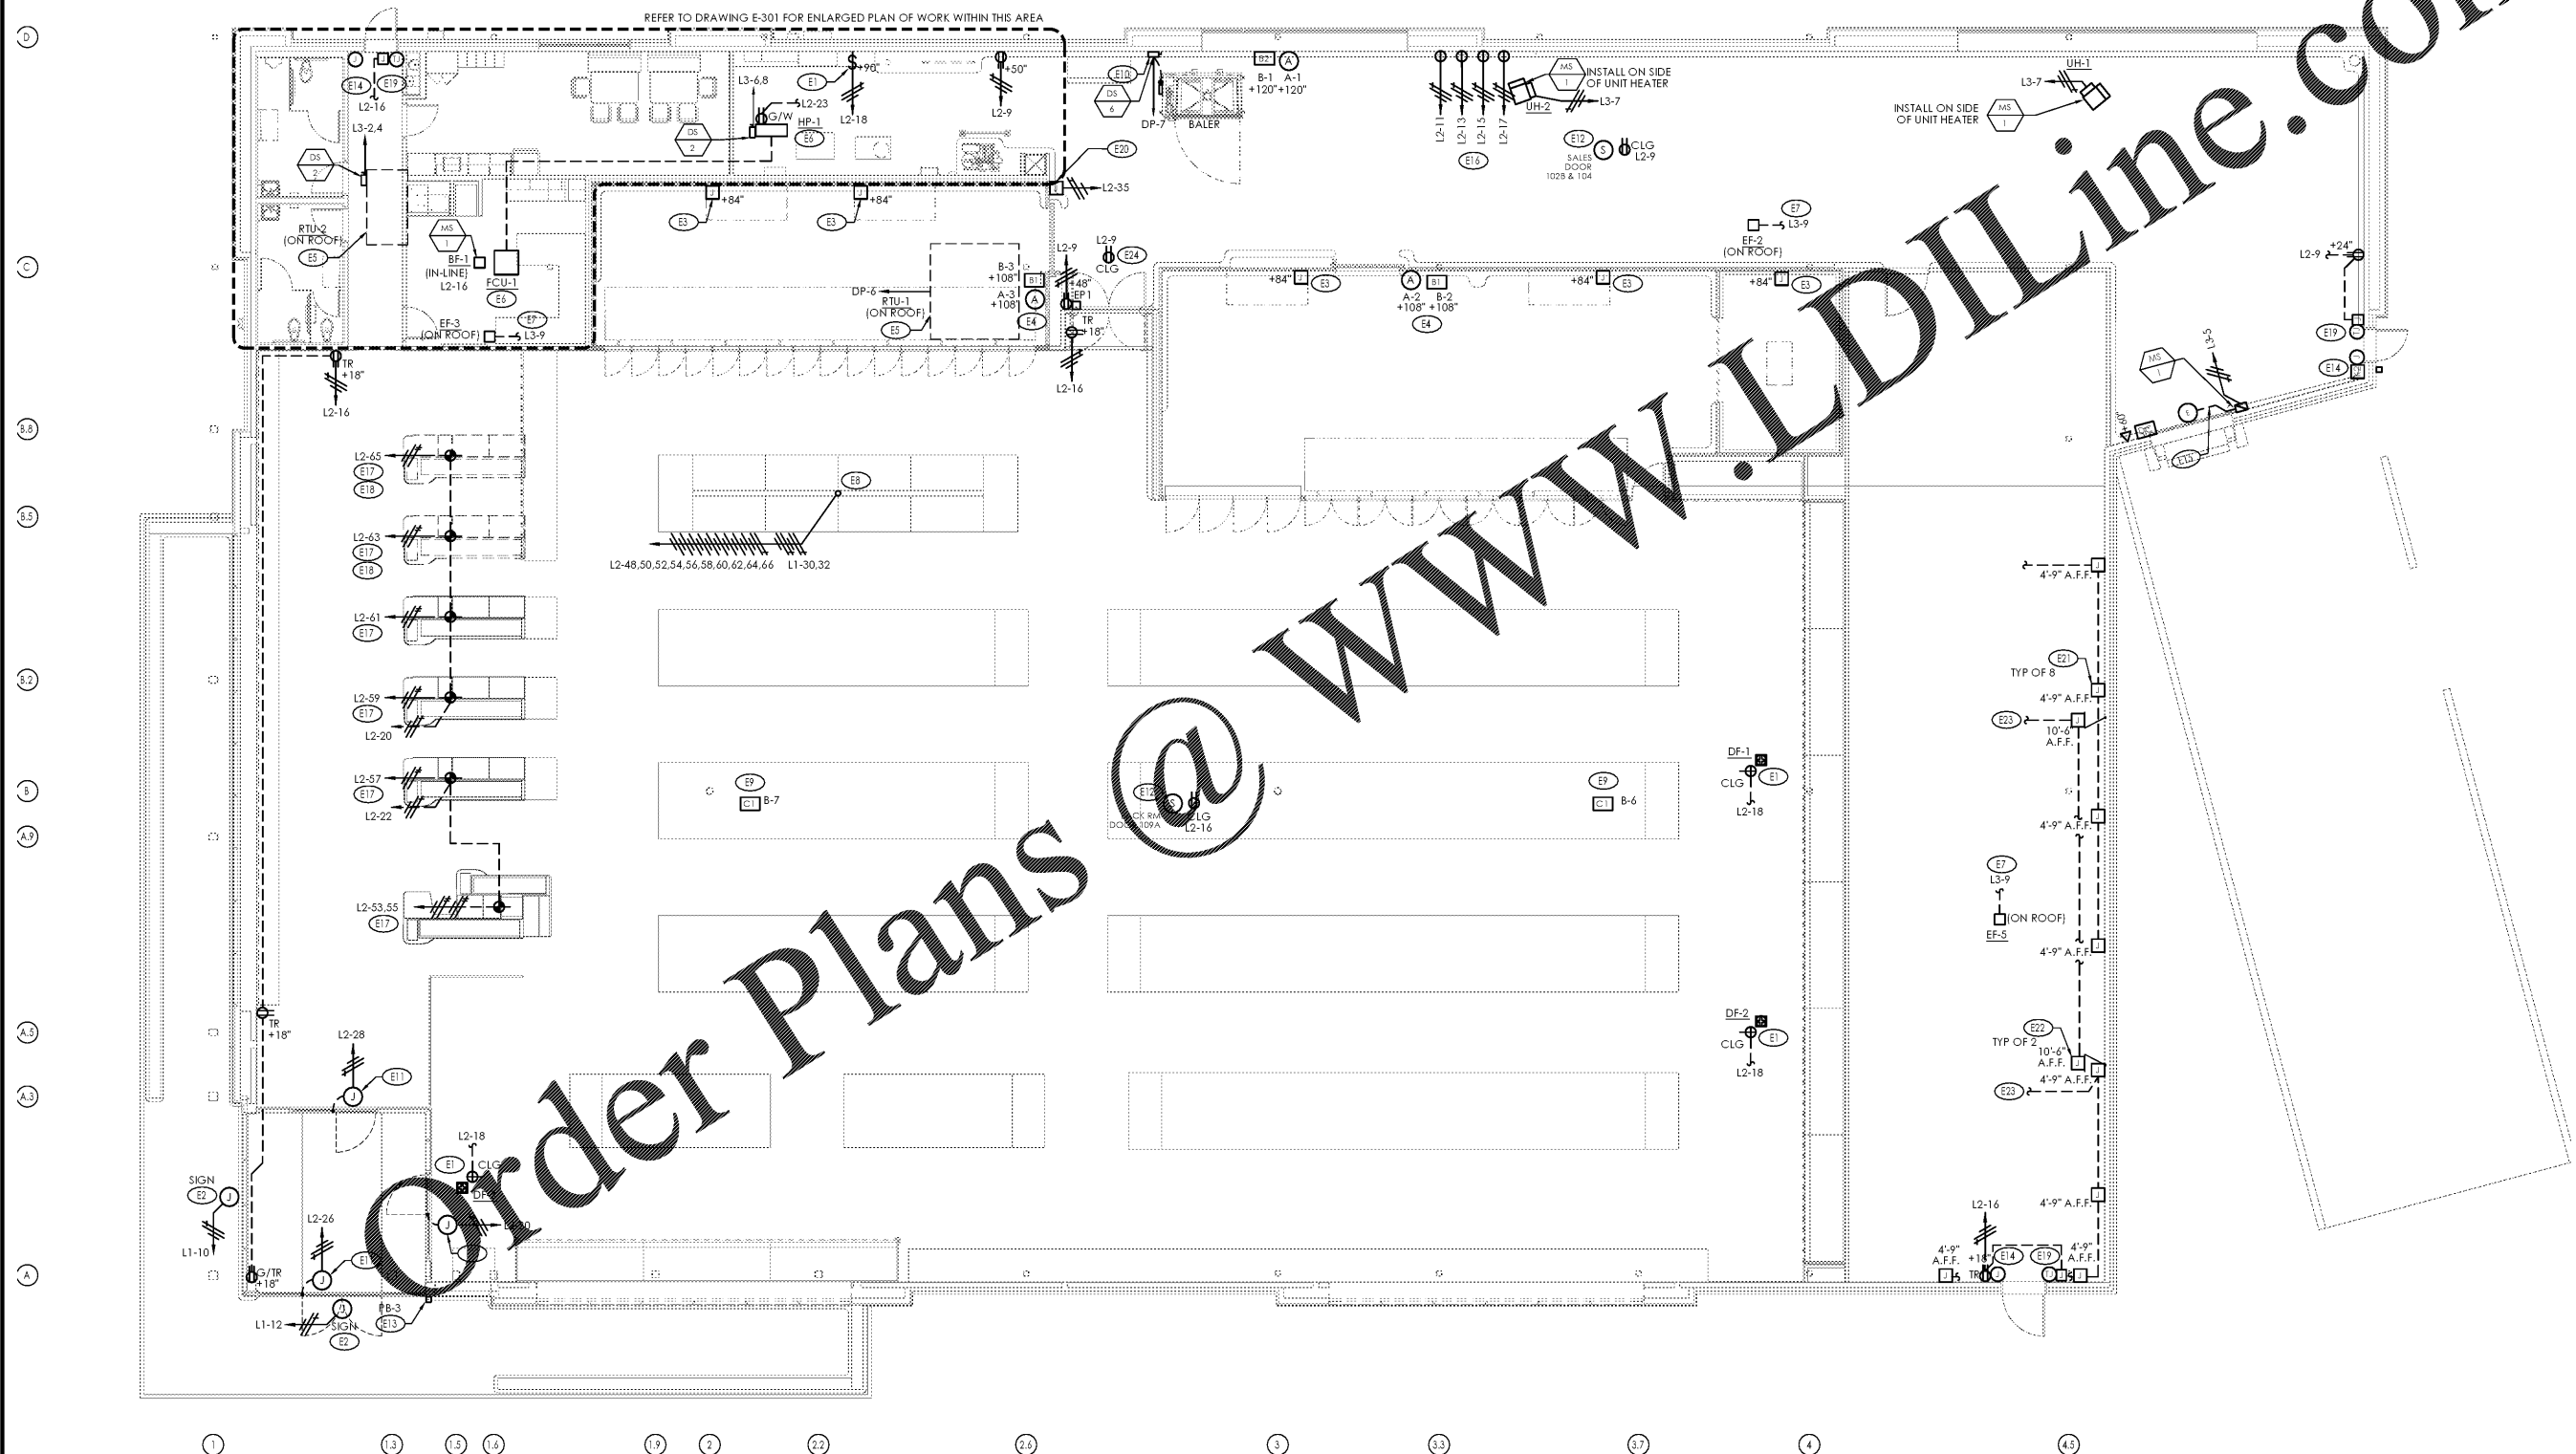 REFER TO DRAWING E-301 FOR ENLARGED PLAN OF WORK WITHIN THIS AREA
D
E14
E19
L2-16
L3-2,4
DS
2
L3-6,8
L2-23
G/W
HP-1
E6
DS
2
E1
+90"
L2-18
+50"
L2-9
E10
DS
6
DP-7
BALER
B2
A
B-1
A-1
+120"
+120"
L2-11
L2-13
L2-15
L2-17
E16
MS
1
INSTALL ON SIDE
OF UNIT HEATER
UH-2
L3-7
E12
S
CLG
L2-9
SALES
DOOR
102B & 104
UH-1
L3-7
INSTALL ON SIDE
OF UNIT HEATER
MS
1
E20
L2-35
J
+84"
E3
J
+84"
E3
RTU-2
(ON ROOF)
E5
MS
1
BF-1
(IN-LINE)
L2-16
FCU-1
E6
EF-3
(ON ROOF)
E7
L3-9
C
DP-6
RTU-1
(ON ROOF)
E5
B-3
+108"
B1
A-3
+108"
A
E4
L2-9
+48"
EP1
L2-9
E24
CLG
TR
+18"
L2-16
+84"
J
E3
A
B1
A-2
B-2
+108"
+108"
E4
+84"
J
E3
E7
L3-9
EF-2
(ON ROOF)
+84"
J
E3
+24"
L2-9
E19
E14
L3-5
MS
1
E15
TR
+18"
L2-16
B.8
L2-65
E17
E18
B.5
L2-63
E17
E18
E8
L2-48,50,52,54,56,58,60,62,64,66
L1-30,32
L2-61
E17
4'-9" A.F.F.
B.2
L2-59
E17
L2-20
E21
TYP OF 8
4'-9" A.F.F.
E23
10'-6"
A.F.F.
L2-57
E17
L2-22
B
E9
C1
B-7
E12
S
CLG
L2-16
E9
C1
B-6
DF-1
CLG
E1
L2-18
4'-9" A.F.F.
A.9
L2-53,55
E17
E7
L3-9
(ON ROOF)
EF-5
4'-9" A.F.F.
A.5
TR
+18"
L2-28
E11
J
DF-2
CLG
E1
L2-18
E22
TYP OF 2
10'-6"
A.F.F.
4'-9" A.F.F.
E23
A.3
L2-18
E1
CLG
SIGN
E2
J
L1-10
L2-26
J
J
4'-9" A.F.F.
L2-16
4'-9"
A.F.F.
+18"
TR
E14
E19
4'-9"
A.F.F.
A
G/TR
+18"
L1-12
SIGN
E2
PB-3
E13
1
1.3
1.5
1.6
1.9
2
2.2
2.6
3
3.3
3.7
4
4.5
Order Plans @ www.LDILine.com